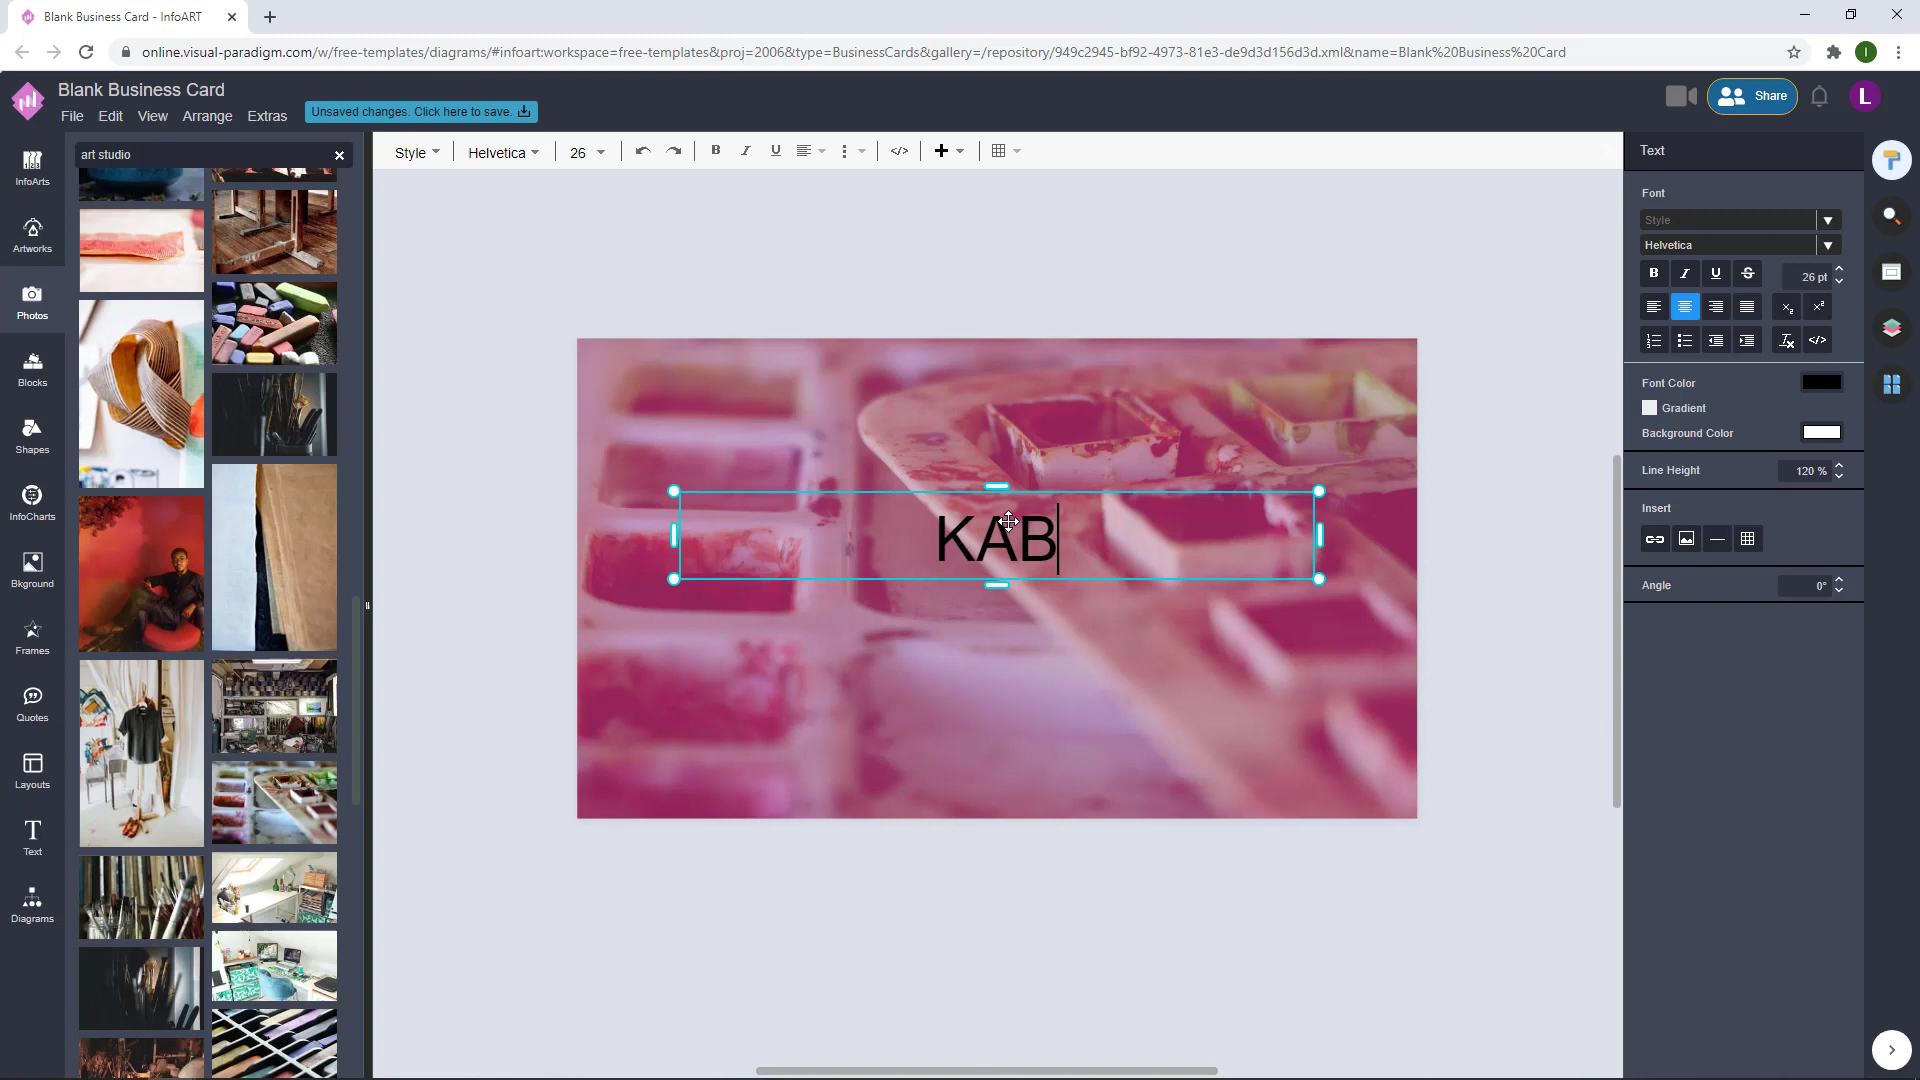 Blank Business Card - InfoART
online.visual-paradigm.com/w/free-templates/diagrams/#infoart:workspace=free-templates&proj=2006&type=BusinessCards&gallery=/repository/949c2945-bf92-4973-81e3-de9d3d156d3d.xml&name=Blank%20Business%20Card
I
Blank Business Card
File Edit View Arrange Extras
Unsaved changes. Click here to save.
Share
L
art studio
InfoArts
Artworks
Photos
Blocks
Shapes
InfoCharts
Bkground
Frames
Quotes
Layouts
Text
Diagrams
Style Helvetica 26 B I U
KAB
Text
Font
Style
Helvetica
B I U S 26 pt
Font Color
Gradient
Background Color
Line Height 120 %
Insert
Angle 0°